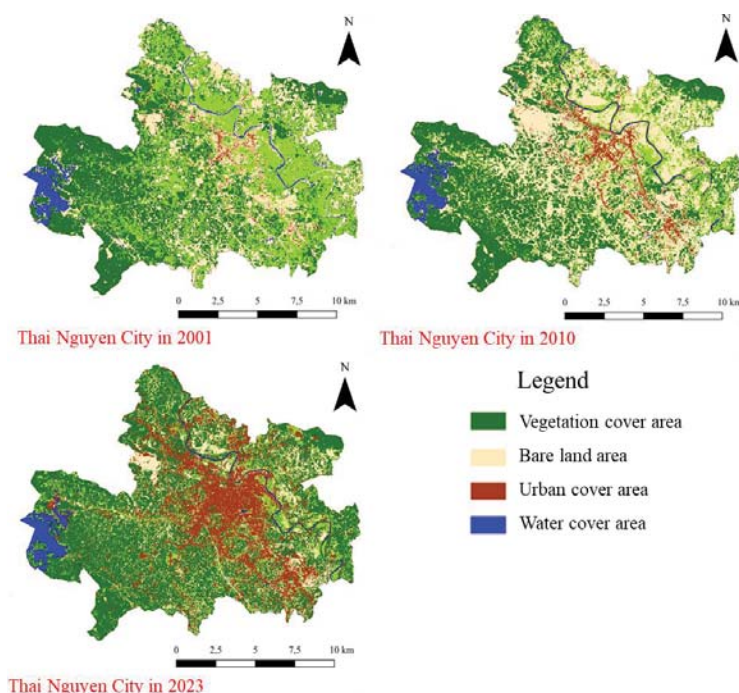 N
N
0 2,5 5 7,5 10 km
0 2,5 5 7,5 10 km
Thai Nguyen City in 2001
Thai Nguyen City in 2010
N
Legend
Vegetation cover area
Bare land area
Urban cover area
Water cover area
0 2,5 5 7,5 10 km
Thai Nguyen City in 2023